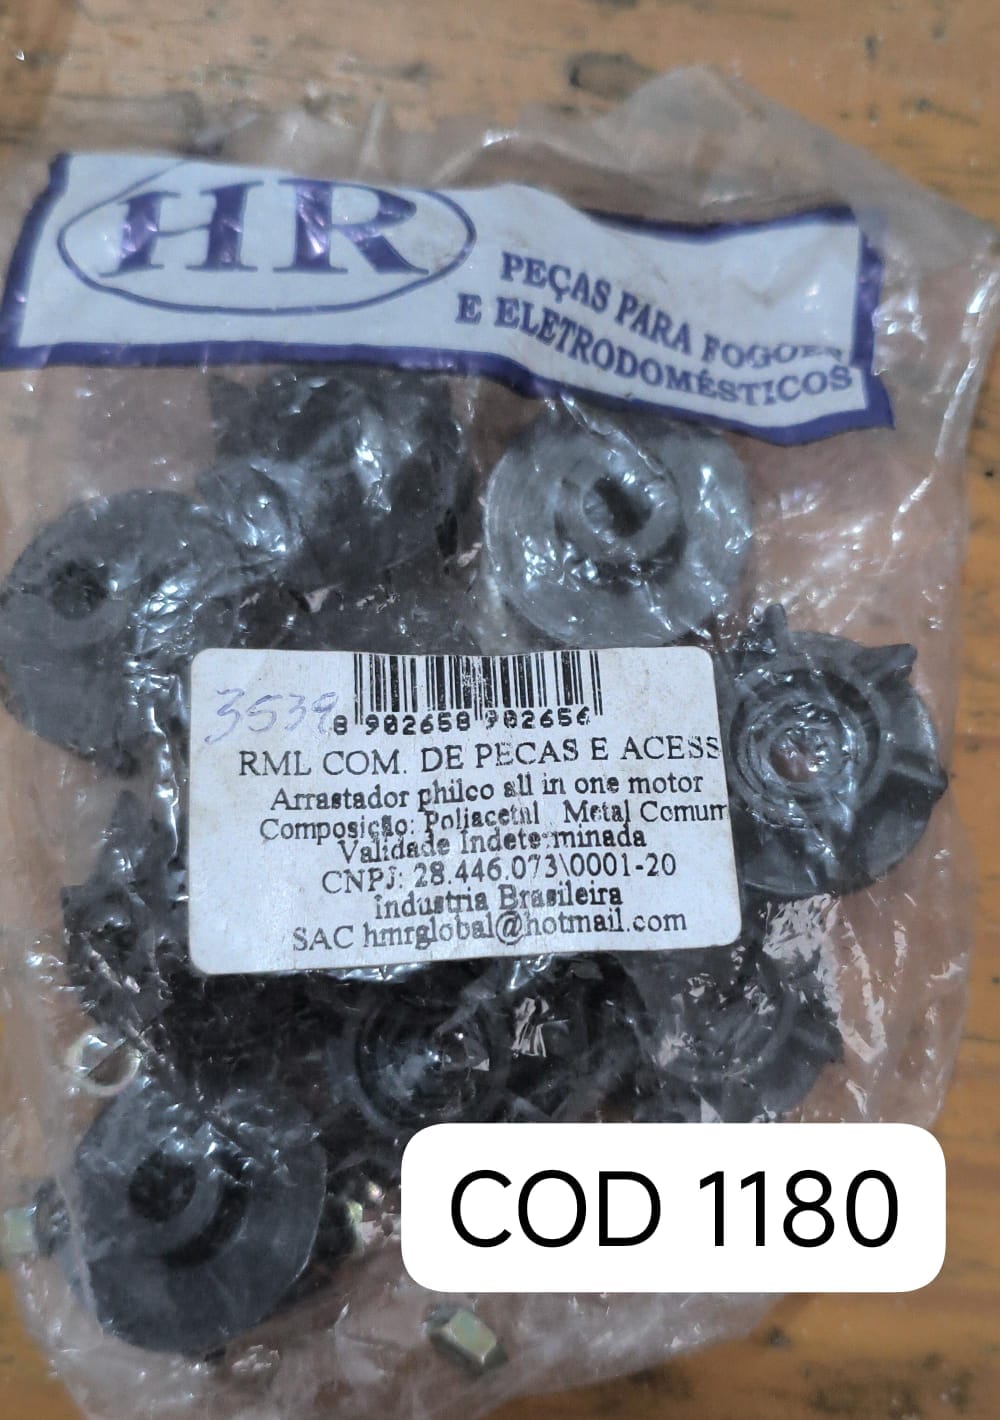 HR
PEÇAS PARA FOGÕES
E ELETRODOMÉSTICOS
3539
8 902658 902656
RML COM. DE PECAS E ACESS
Arrastador philco all in one motor
Composição: Poliacetal . Metal Comum
Validade Indeterminada
CNPJ: 28.446.073\0001-20
industria Brasileira
SAC hmrglobal@hotmail.com
COD 1180